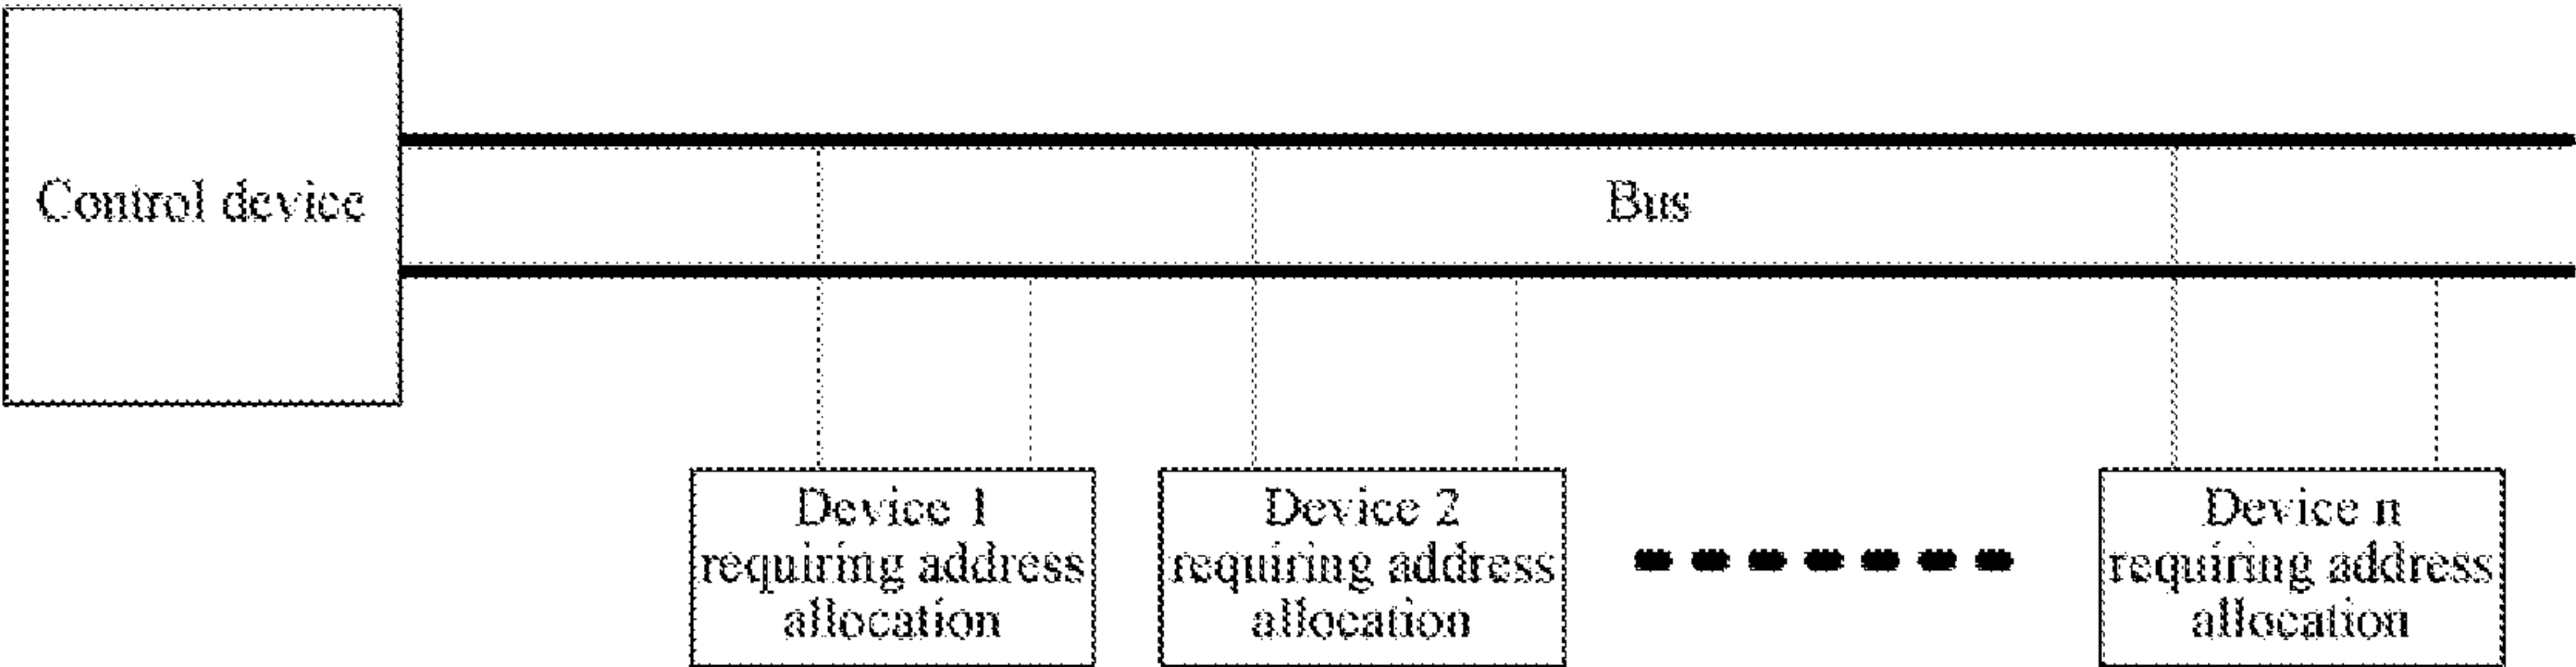 Control device
Bus
Device 1
requiring address
allocation
Device 2
requiring address
allocation
Device n
requiring address
allocation